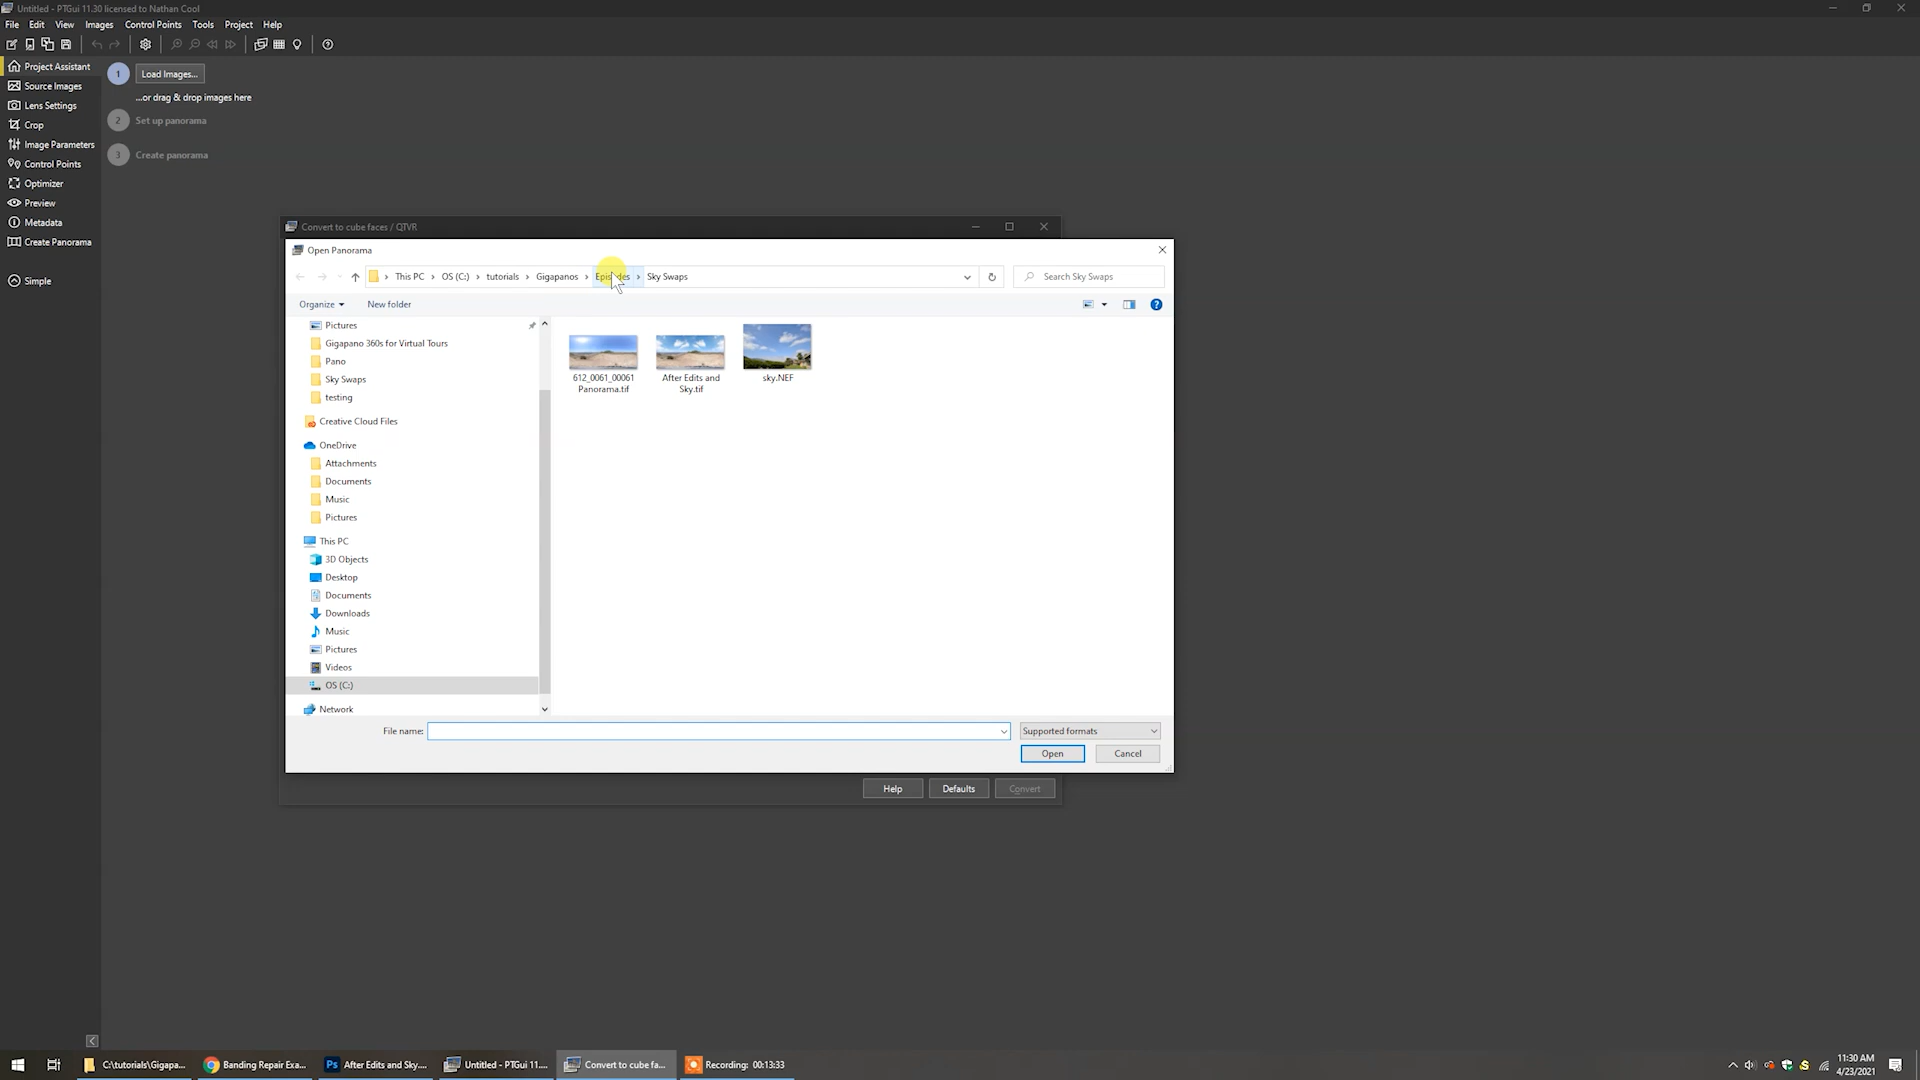 Untitled - PTGui 11.30 licensed to Nathan Cool
File Edit View Images Control Points Tools Project Help
Project Assistant
Source Images
Lens Settings
Crop
Image Parameters
Control Points
Optimizer
Preview
Metadata
Create Panorama
Simple
1 Load Images...
...or drag & drop images here
2 Set up panorama
3 Create panorama
Convert to cube faces / QTVR
Open Panorama
This PC › OS (C:) › tutorials › Gigapanos › Episodes › Sky Swaps
Search Sky Swaps
Organize New folder
Pictures
Gigapano 360s for Virtual Tours
Pano
Sky Swaps
testing
Creative Cloud Files
OneDrive
Attachments
Documents
Music
Pictures
This PC
3D Objects
Desktop
Documents
Downloads
Music
Pictures
Videos
OS (C:)
Network
612_0061_00061
Panorama.tif
After Edits and
Sky.tif
sky.NEF
File name:
Supported formats
Open Cancel
Help Defaults Convert
C:\tutorials\Gigapa...
Banding Repair Exa...
Ps After Edits and Sky....
Untitled - PTGui 11....
Convert to cube fa...
Recording: 00:13:33
11:30 AM
4/23/2021